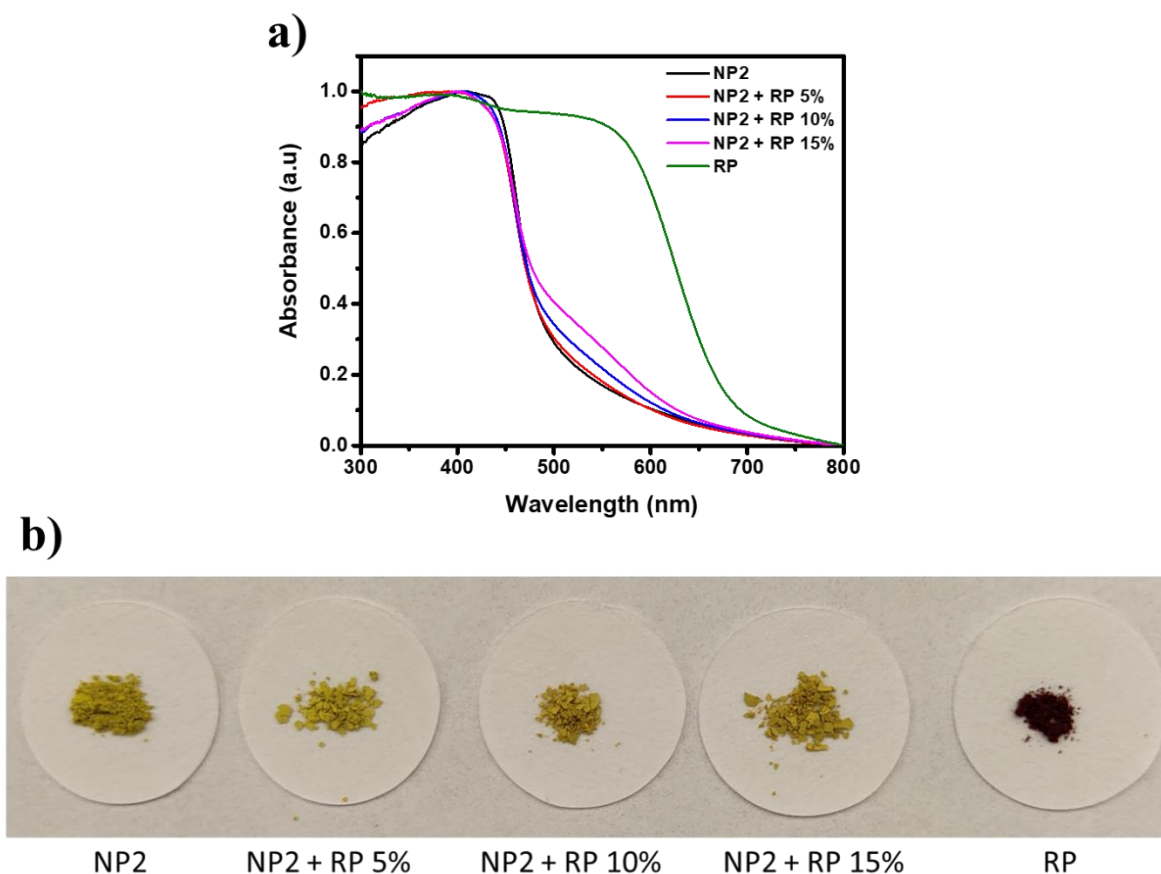 a)
NP2
NP2 + RP 5%
NP2 + RP 10%
NP2 + RP 15%
RP
1.0
0.8
0.6
0.4
0.2
0.0
Absorbance (a.u)
300 400 500 600 700 800
Wavelength (nm)
b)
NP2 NP2 + RP 5% NP2 + RP 10% NP2 + RP 15% RP